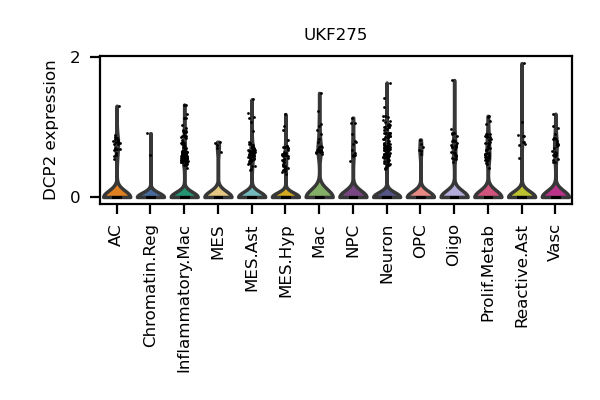 UKF275
DCP2 expression
2
0
AC
Chromatin.Reg
Inflammatory.Mac
MES
MES.Ast
MES.Hyp
Mac
NPC
Neuron
OPC
Oligo
Prolif.Metab
Reactive.Ast
Vasc